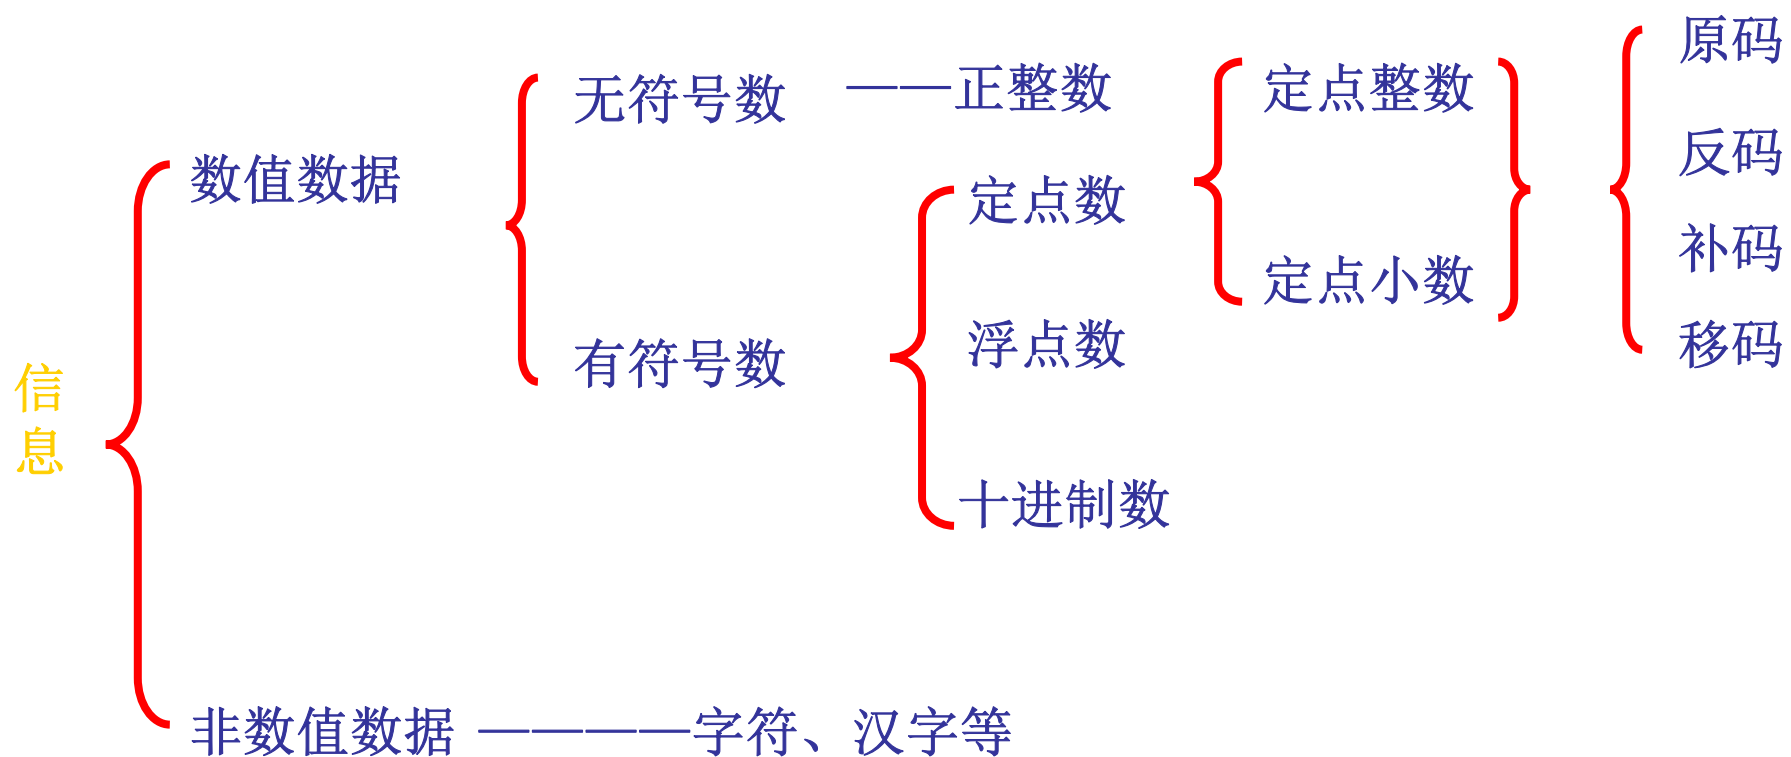 信息
数值数据
无符号数 ——正整数
有符号数
定点数
定点整数
定点小数
原码
反码
补码
移码
浮点数
十进制数
非数值数据 ————字符、汉字等